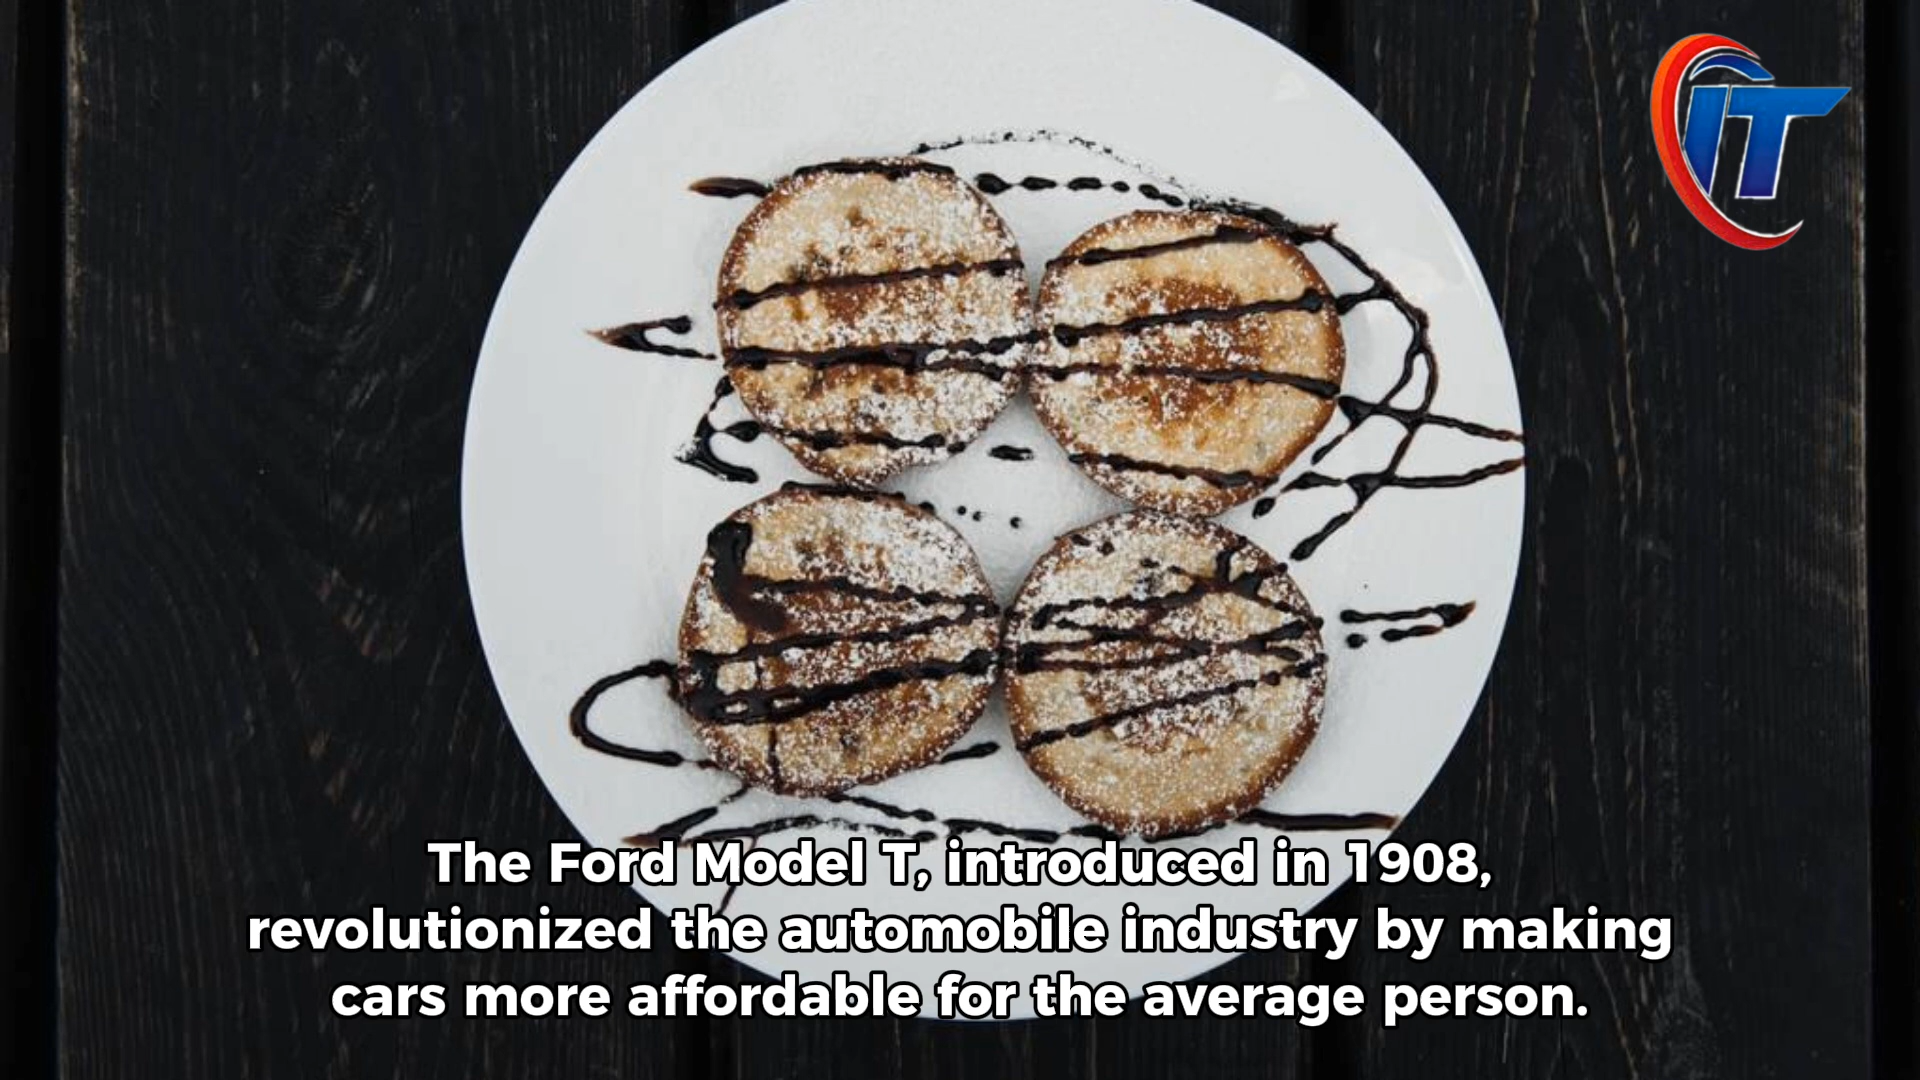 IT
The Ford Model T, introduced in 1908,
revolutionized the automobile industry by making
cars more affordable for the average person.